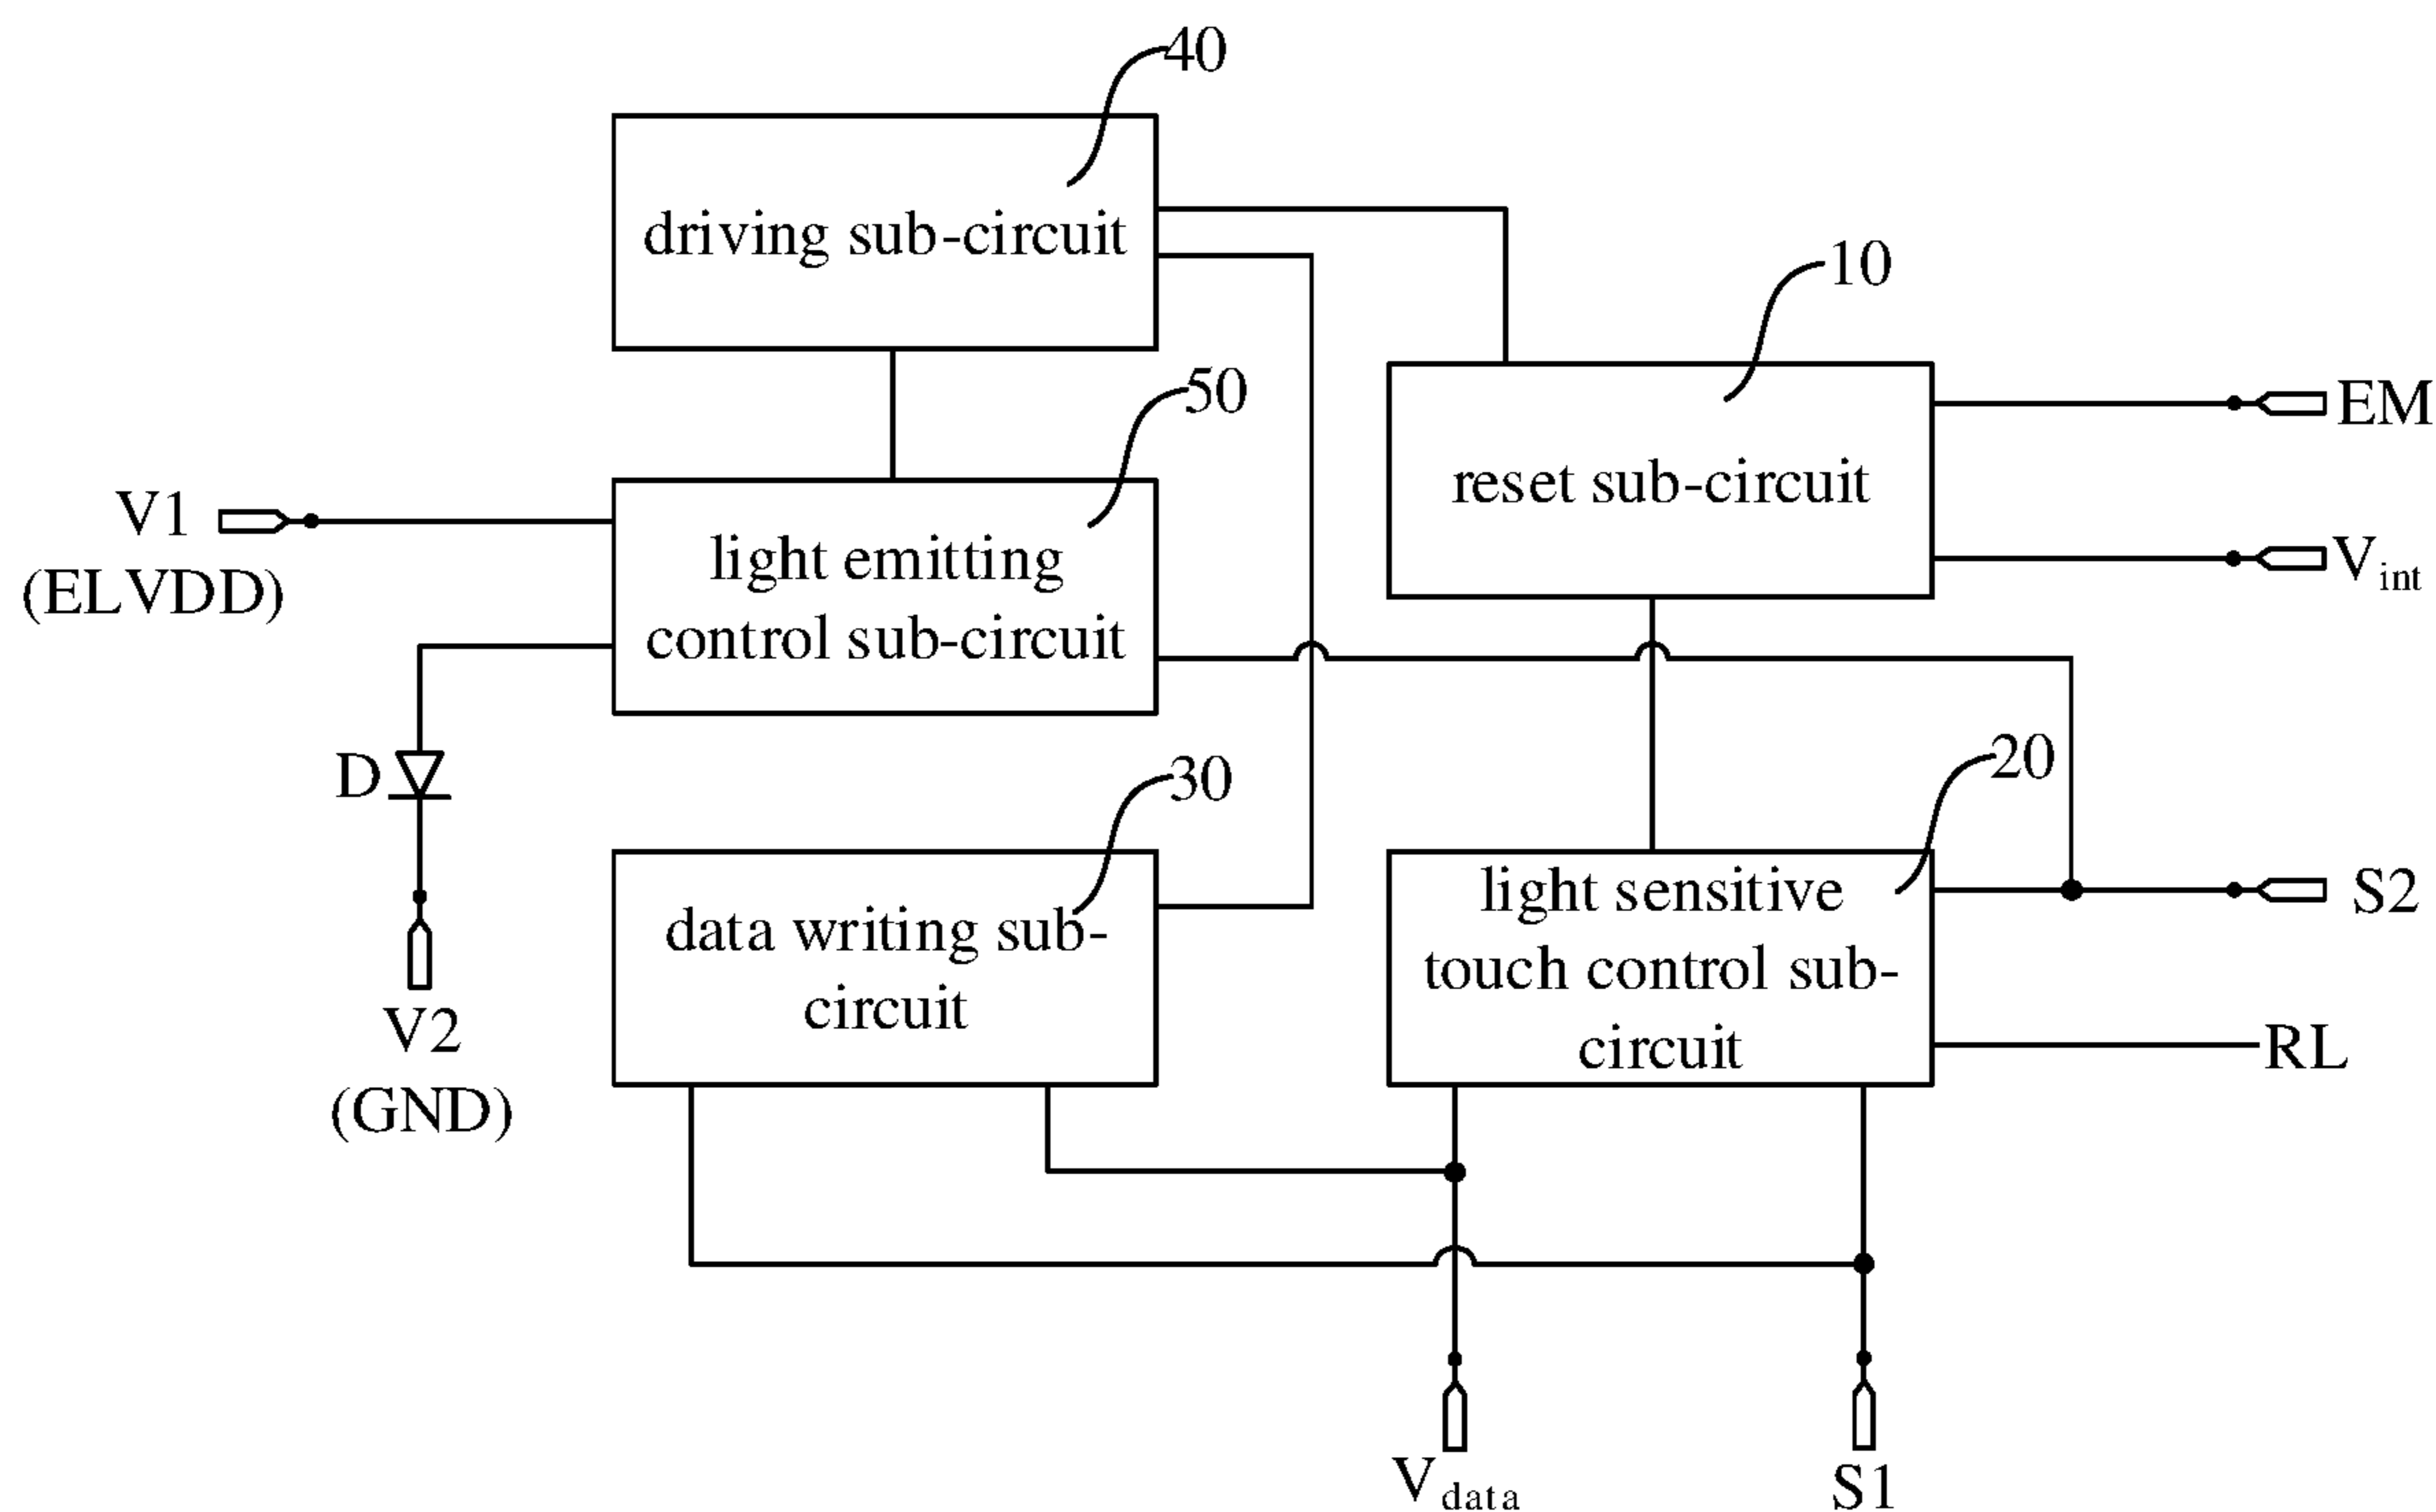 40
driving sub-circuit
10
reset sub-circuit
EM
Vint
50
light emitting
control sub-circuit
V1
(ELVDD)
D
V2
(GND)
30
data writing sub-
circuit
20
light sensitive
touch control sub-
circuit
S2
RL
Vdata
S1